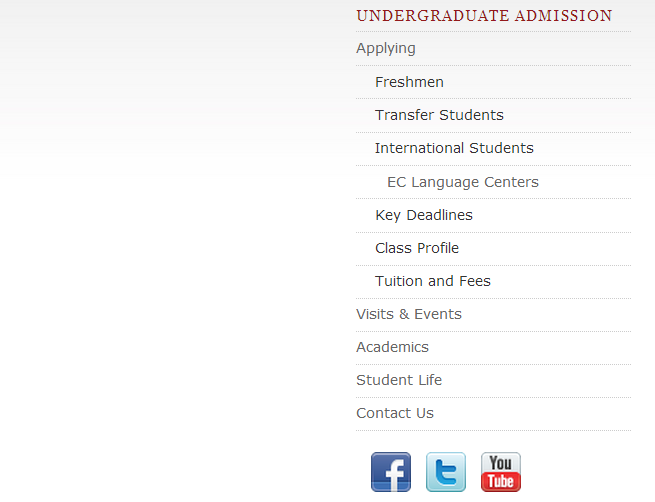 UNDERGRADUATE ADMISSION
Applying
Freshmen
Transfer Students
International Students
EC Language Centers
Key Deadlines
Class Profile
Tuition and Fees
Visits & Events
Academics
Student Life
Contact Us
f t You
Tube